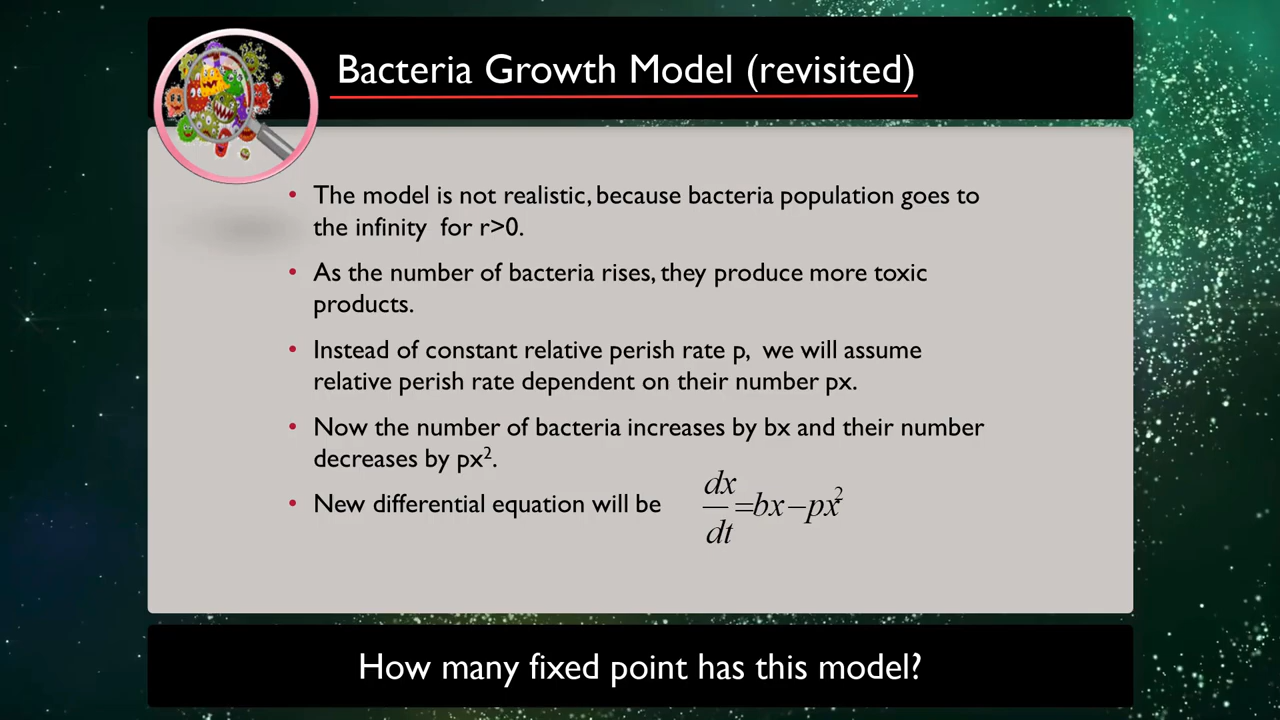 Bacteria Growth Model (revisited)
• The model is not realistic, because bacteria population goes to
the infinity for r>0.
• As the number of bacteria rises, they produce more toxic
products.
• Instead of constant relative perish rate p, we will assume
relative perish rate dependent on their number px.
• Now the number of bacteria increases by bx and their number
decreases by px².
• New differential equation will be dx/dt=bx−px²
How many fixed point has this model?